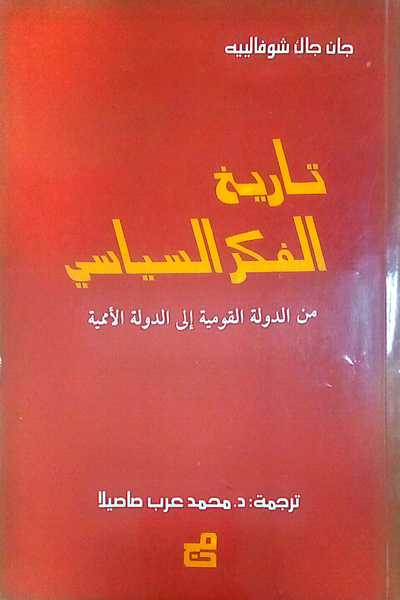 جان جاك شوفالييه
تاريخ
الفكر السياسي
من الدولة القومية إلى الدولة الأممية
ترجمة: د. محمد عرب صاصيلا